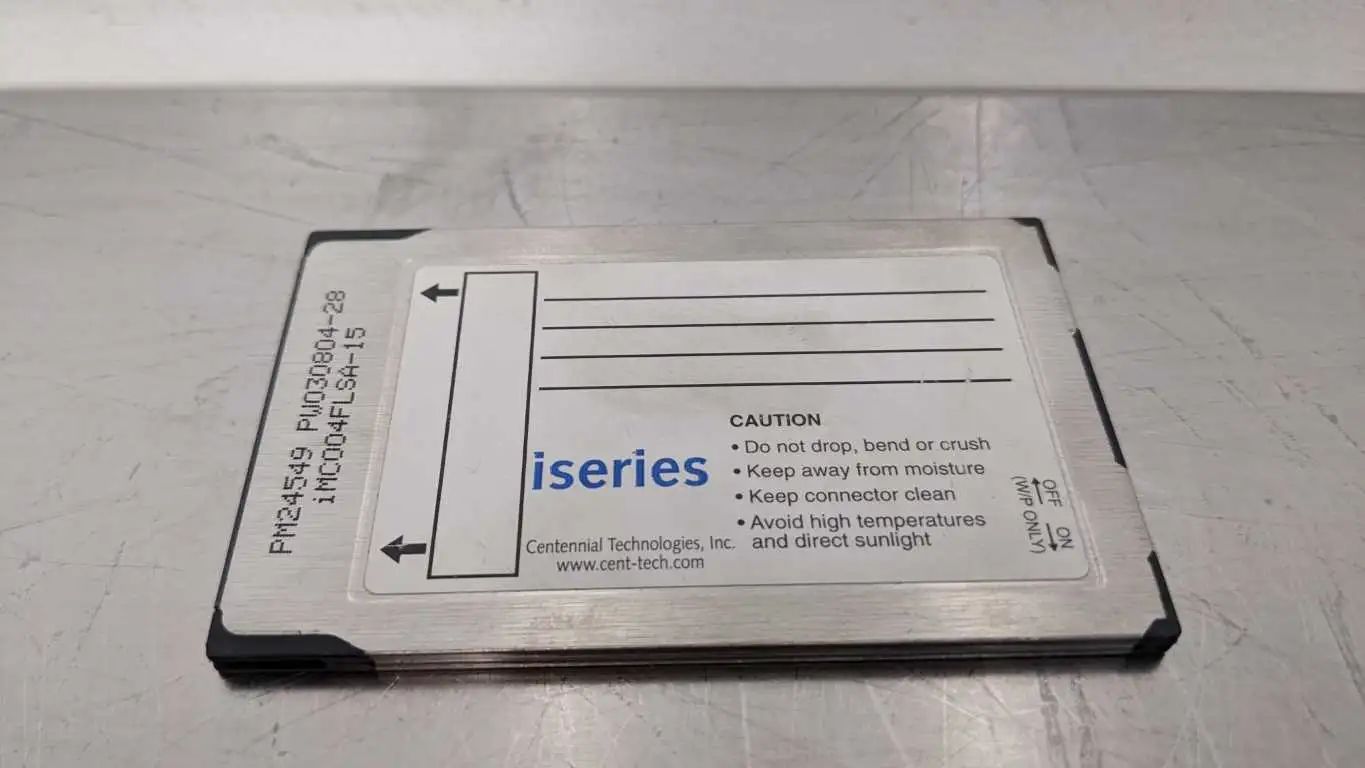 PM24549 PW030804-28
iMC004FLSA-15
iseries
Centennial Technologies, Inc.
www.cent-tech.com
CAUTION
• Do not drop, bend or crush
• Keep away from moisture
• Keep connector clean
• Avoid high temperatures
and direct sunlight
OFF ON
(W/P ONLY)